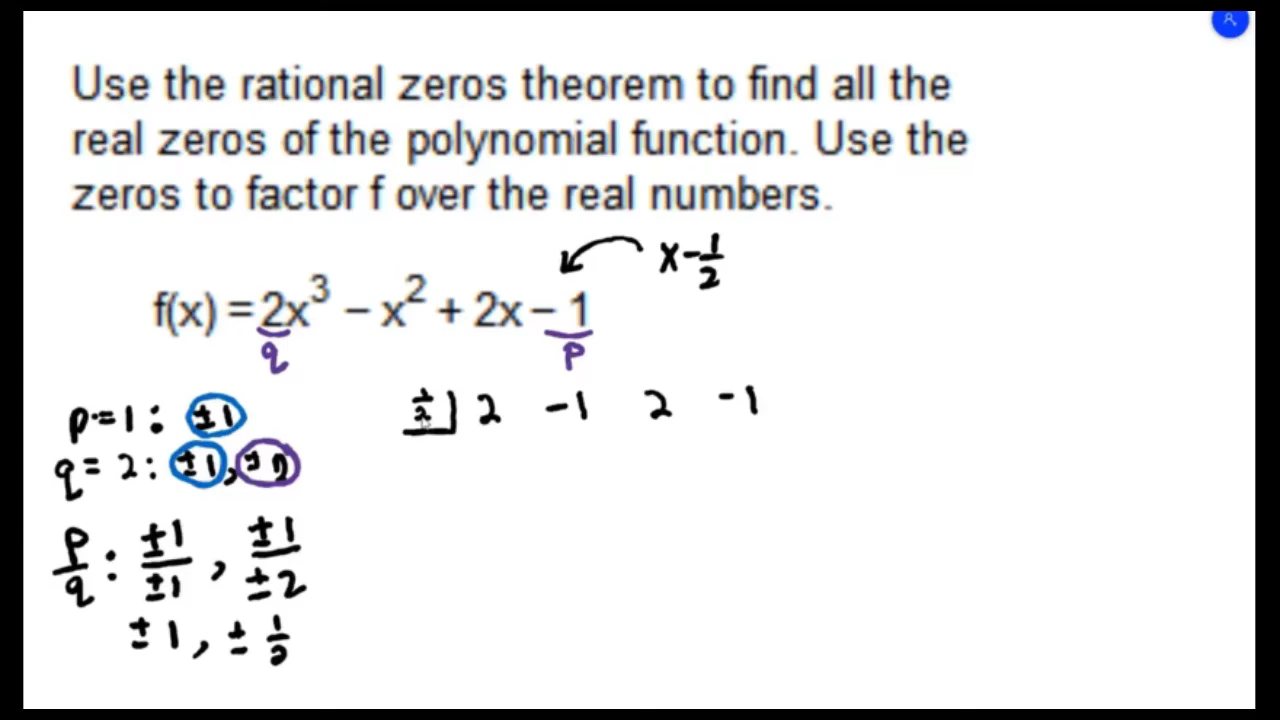 Use the rational zeros theorem to find all the
real zeros of the polynomial function. Use the
zeros to factor f over the real numbers.
x - 1/2
f(x) = 2x³ − x² + 2x − 1
q p
p = 1 : ±1
1/2 | 2 -1 2 -1
q = 2 : ±1, ±2
p/q : ±1/±1 , ±1/±2
±1 , ± 1/2